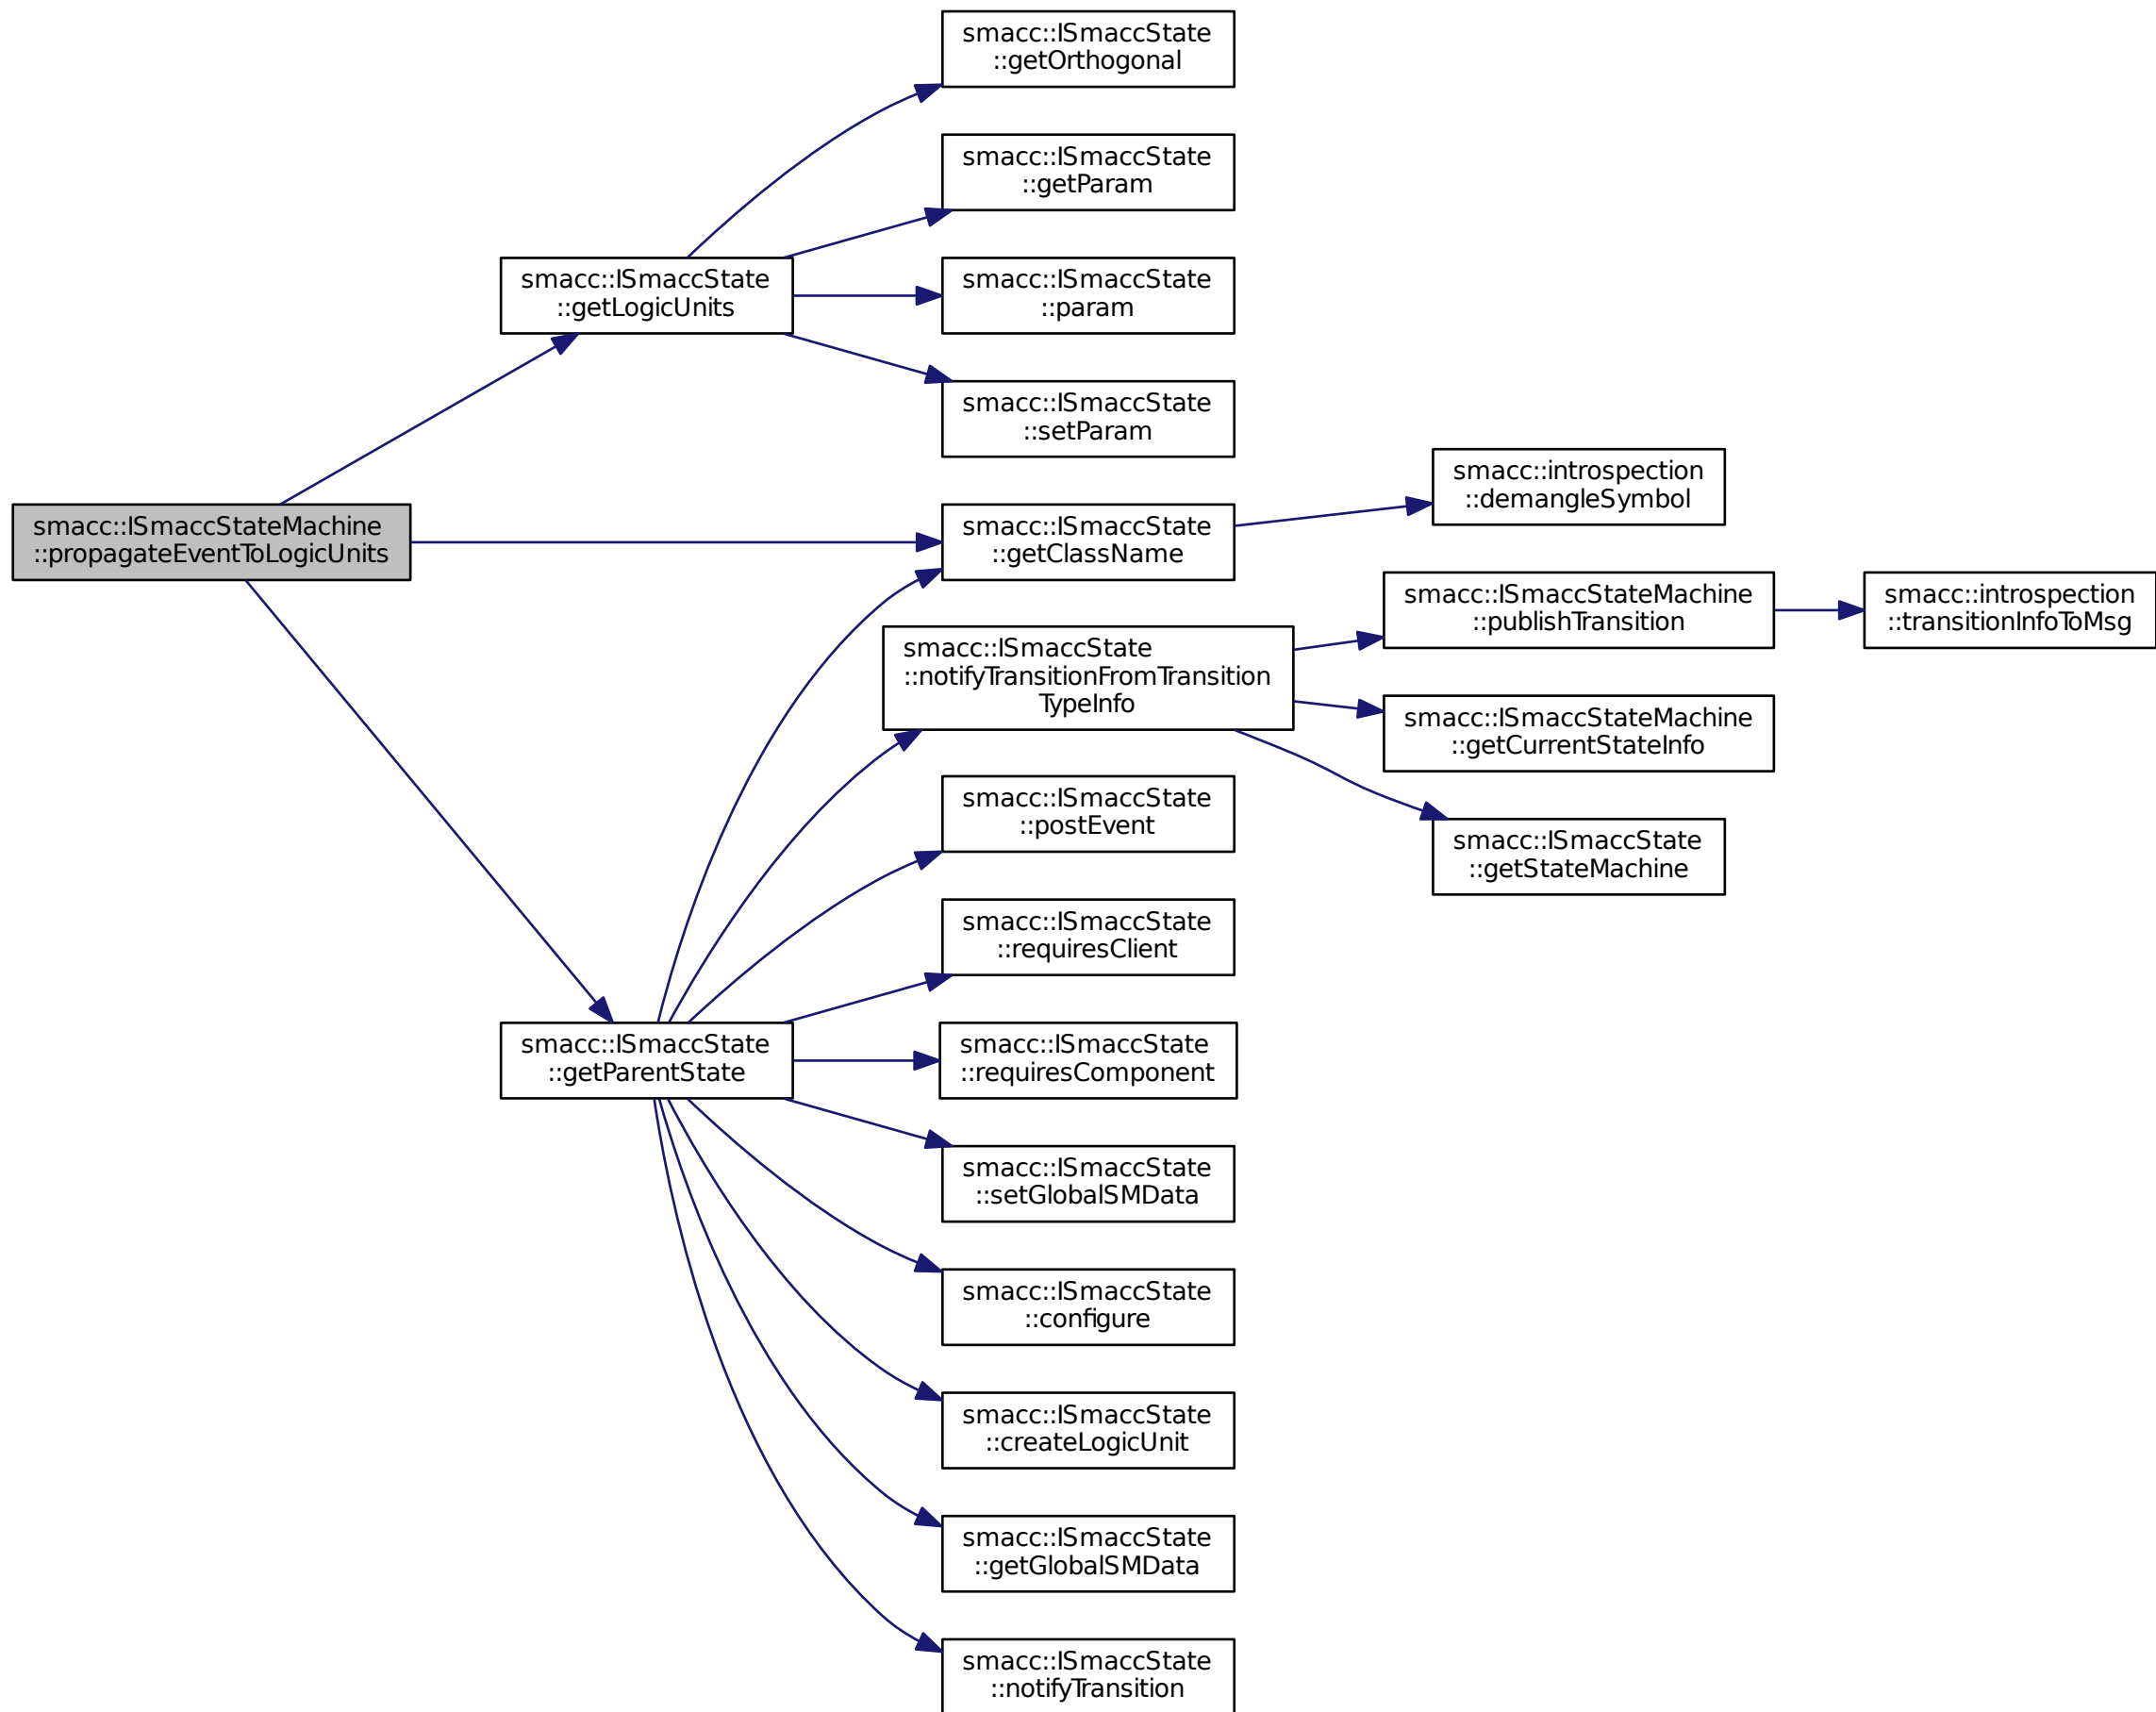 smacc::ISmaccState
::getOrthogonal
smacc::ISmaccState
::getParam
smacc::ISmaccState
::getLogicUnits
smacc::ISmaccState
::param
smacc::ISmaccState
::setParam
smacc::introspection
::demangleSymbol
smacc::ISmaccStateMachine
::propagateEventToLogicUnits
smacc::ISmaccState
::getClassName
smacc::ISmaccStateMachine
::publishTransition
smacc::introspection
::transitionInfoToMsg
smacc::ISmaccState
::notifyTransitionFromTransition
TypeInfo
smacc::ISmaccStateMachine
::getCurrentStateInfo
smacc::ISmaccState
::postEvent
smacc::ISmaccState
::getStateMachine
smacc::ISmaccState
::requiresClient
smacc::ISmaccState
::getParentState
smacc::ISmaccState
::requiresComponent
smacc::ISmaccState
::setGlobalSMData
smacc::ISmaccState
::configure
smacc::ISmaccState
::createLogicUnit
smacc::ISmaccState
::getGlobalSMData
smacc::ISmaccState
::notifyTransition